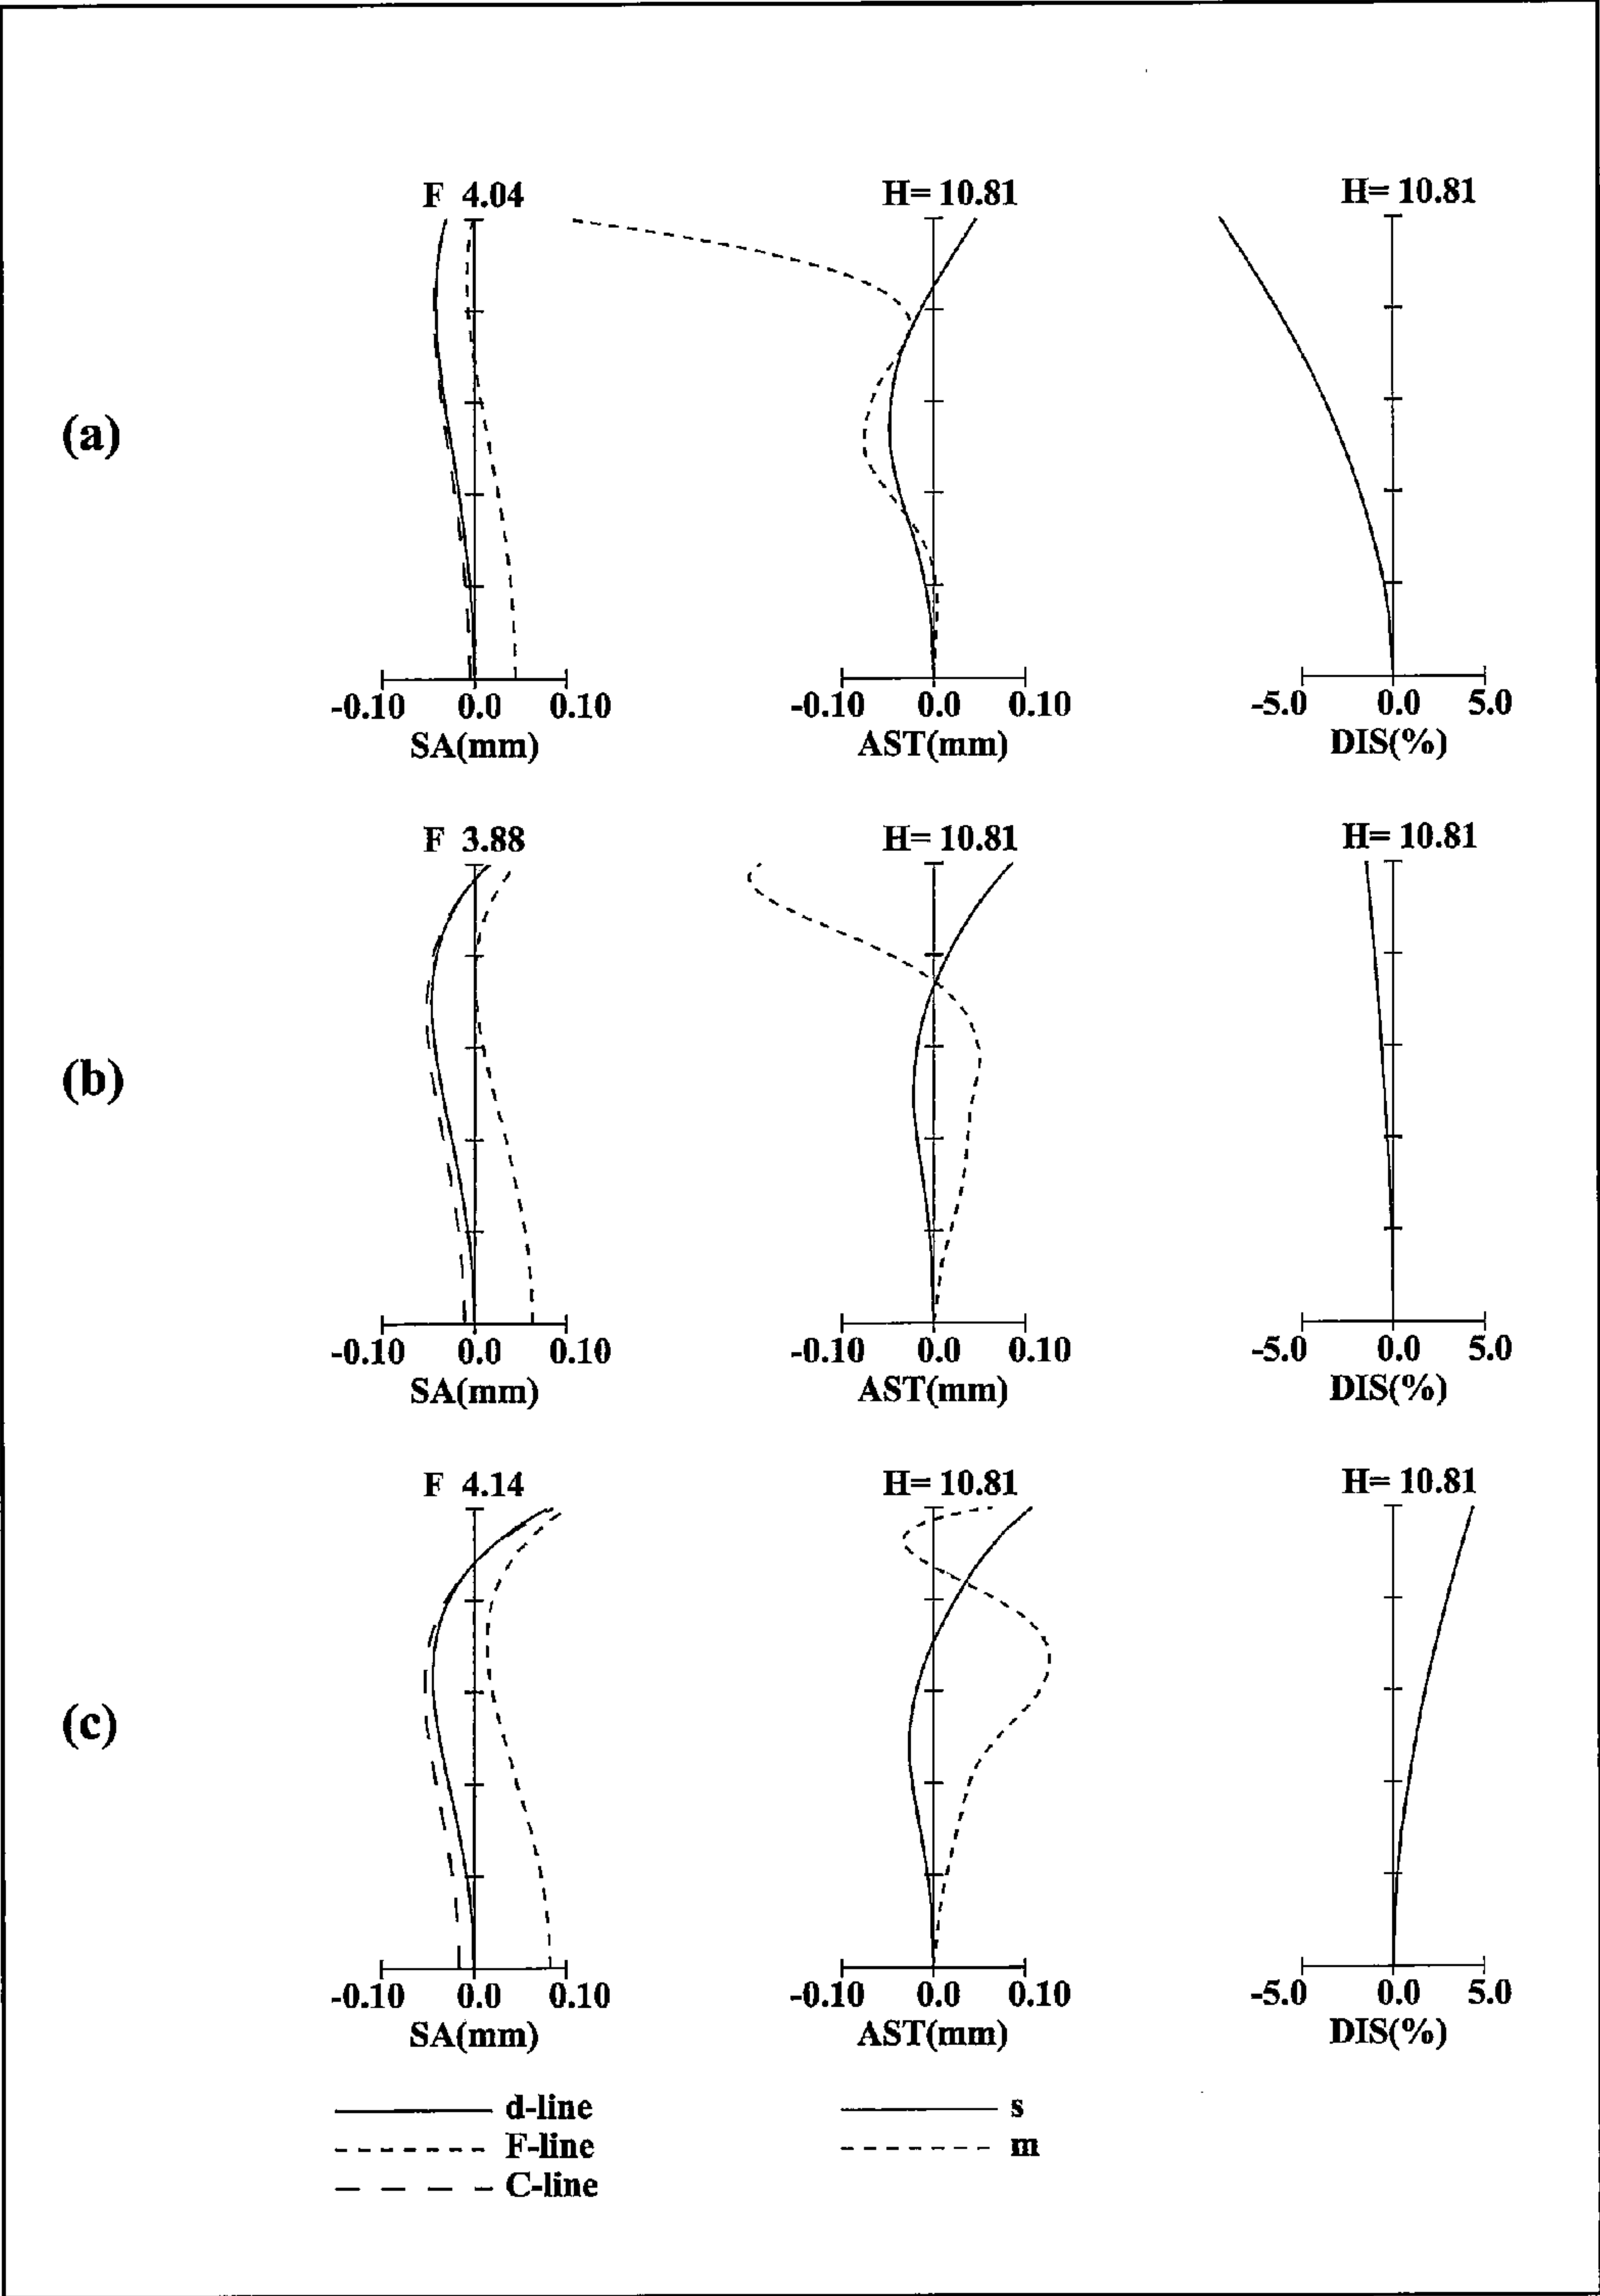 F 4.04 H= 10.81 H= 10.81
(a)
-0.10 0.0 0.10 -0.10 0.0 0.10 -5.0 0.0 5.0
SA(mm) AST(mm) DIS(%)
F 3.88 H= 10.81 H= 10.81
(b)
-0.10 0.0 0.10 -0.10 0.0 0.10 -5.0 0.0 5.0
SA(mm) AST(mm) DIS(%)
F 4.14 H= 10.81 H= 10.81
(c)
-0.10 0.0 0.10 -0.10 0.0 0.10 -5.0 0.0 5.0
SA(mm) AST(mm) DIS(%)
d-line s
F-line m
C-line